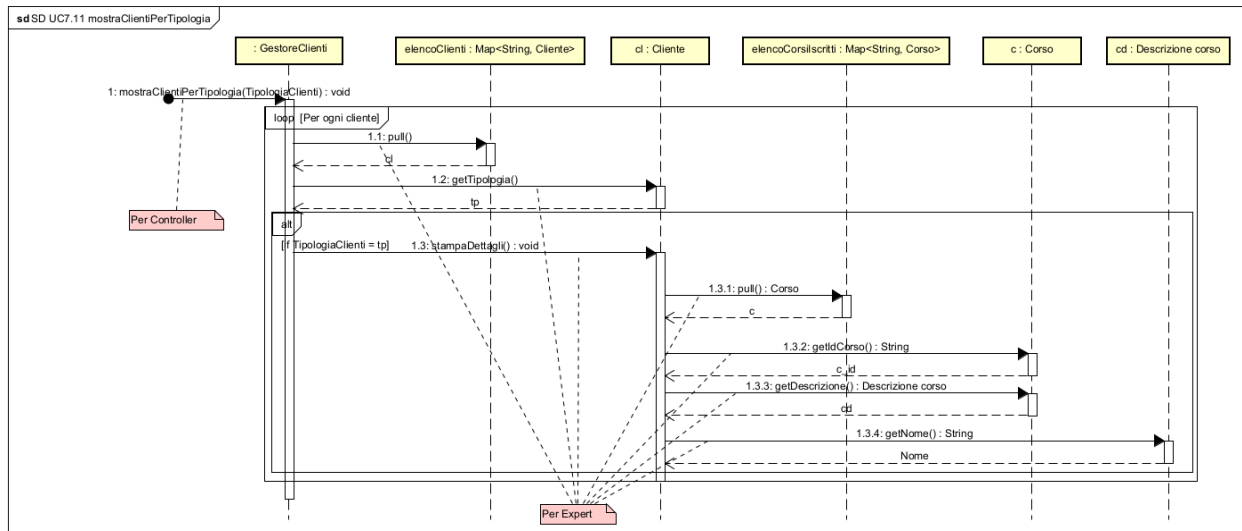 sd SD UC7.11 mostraClientiPerTipologia
: GestoreClienti
elencoClienti : Map<String, Cliente>
cl : Cliente
elencoCorsiIscritti : Map<String, Corso>
c : Corso
cd : Descrizione corso
1: mostraClientiPerTipologia(TipologiaClienti) : void
loop [Per ogni cliente]
1.1: pull()
cl
1.2: getTipologia()
tp
Per Controller
alt
[if TipologiaClienti = tp]
1.3: stampaDettagli() : void
1.3.1: pull() : Corso
c
1.3.2: getIdCorso() : String
c_id
1.3.3: getDescrizione() : Descrizione corso
cd
1.3.4: getNome() : String
Nome
Per Expert